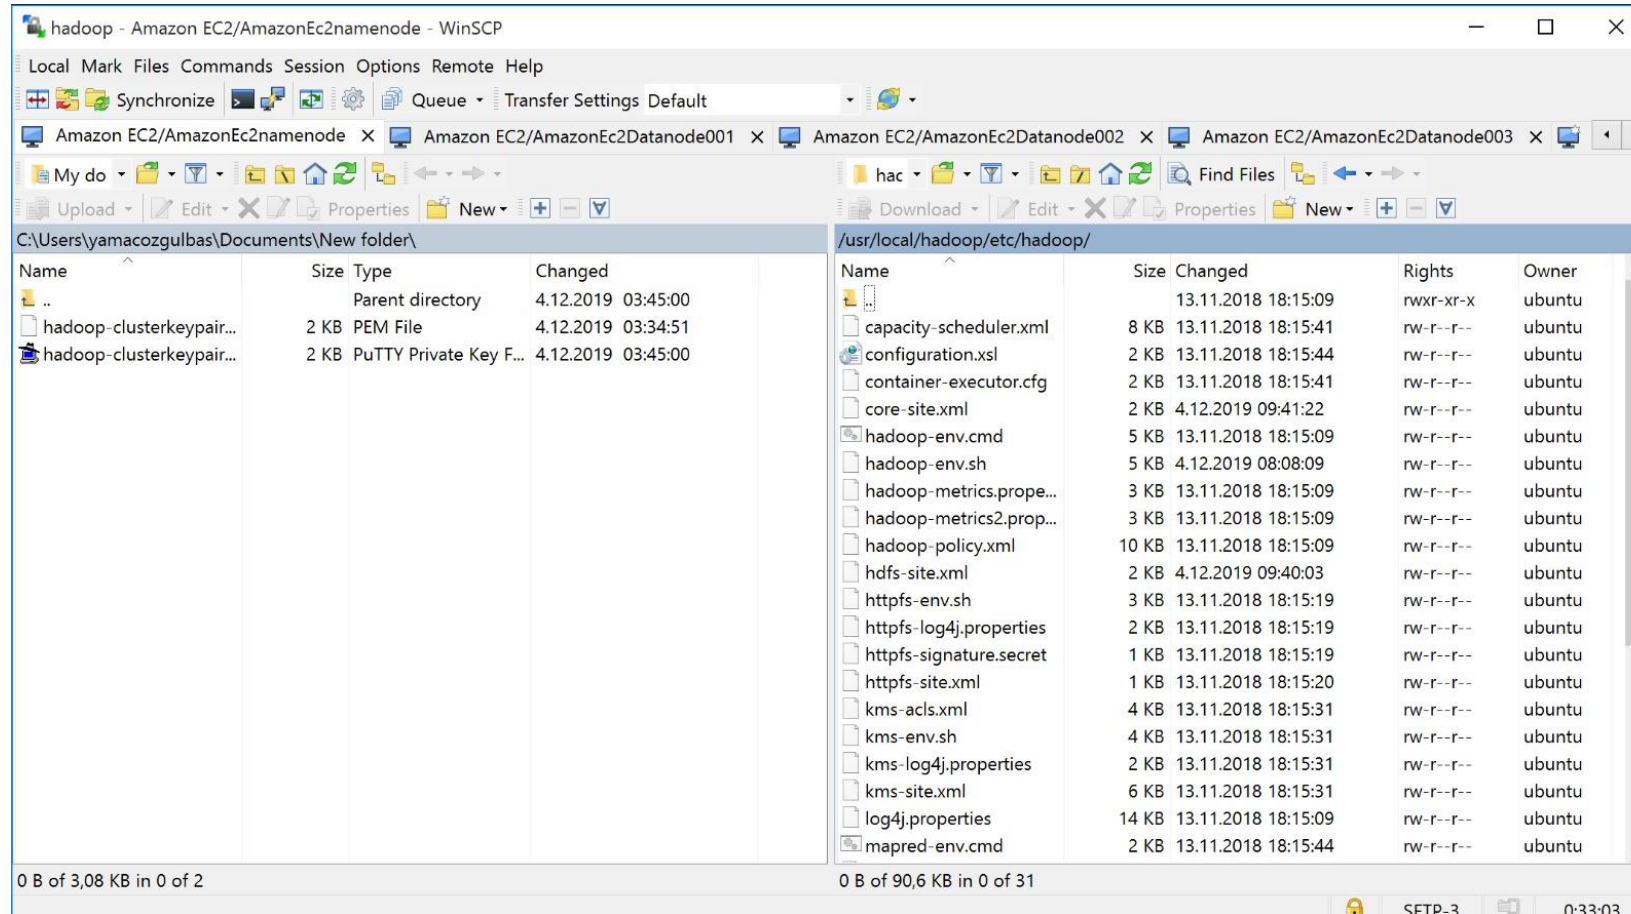 hadoop - Amazon EC2/AmazonEc2namenode - WinSCP
Local Mark Files Commands Session Options Remote Help
Synchronize Queue Transfer Settings Default
Amazon EC2/AmazonEc2namenode Amazon EC2/AmazonEc2Datanode001 Amazon EC2/AmazonEc2Datanode002 Amazon EC2/AmazonEc2Datanode003
My do
Upload Edit Properties New
C:\Users\yamacozgulbas\Documents\New folder\
Name Size Type Changed
.. Parent directory 4.12.2019 03:45:00
hadoop-clusterkeypair... 2 KB PEM File 4.12.2019 03:34:51
hadoop-clusterkeypair... 2 KB PuTTY Private Key F... 4.12.2019 03:45:00
0 B of 3,08 KB in 0 of 2
hac Find Files
Download Edit Properties New
/usr/local/hadoop/etc/hadoop/
Name Size Changed Rights Owner
.. 13.11.2018 18:15:09 rwxr-xr-x ubuntu
capacity-scheduler.xml 8 KB 13.11.2018 18:15:41 rw-r--r-- ubuntu
configuration.xsl 2 KB 13.11.2018 18:15:44 rw-r--r-- ubuntu
container-executor.cfg 2 KB 13.11.2018 18:15:41 rw-r--r-- ubuntu
core-site.xml 2 KB 4.12.2019 09:41:22 rw-r--r-- ubuntu
hadoop-env.cmd 5 KB 13.11.2018 18:15:09 rw-r--r-- ubuntu
hadoop-env.sh 5 KB 4.12.2019 08:08:09 rw-r--r-- ubuntu
hadoop-metrics.prope... 3 KB 13.11.2018 18:15:09 rw-r--r-- ubuntu
hadoop-metrics2.prop... 3 KB 13.11.2018 18:15:09 rw-r--r-- ubuntu
hadoop-policy.xml 10 KB 13.11.2018 18:15:09 rw-r--r-- ubuntu
hdfs-site.xml 2 KB 4.12.2019 09:40:03 rw-r--r-- ubuntu
httpfs-env.sh 3 KB 13.11.2018 18:15:19 rw-r--r-- ubuntu
httpfs-log4j.properties 2 KB 13.11.2018 18:15:19 rw-r--r-- ubuntu
httpfs-signature.secret 1 KB 13.11.2018 18:15:19 rw-r--r-- ubuntu
httpfs-site.xml 1 KB 13.11.2018 18:15:20 rw-r--r-- ubuntu
kms-acls.xml 4 KB 13.11.2018 18:15:31 rw-r--r-- ubuntu
kms-env.sh 4 KB 13.11.2018 18:15:31 rw-r--r-- ubuntu
kms-log4j.properties 2 KB 13.11.2018 18:15:31 rw-r--r-- ubuntu
kms-site.xml 6 KB 13.11.2018 18:15:31 rw-r--r-- ubuntu
log4j.properties 14 KB 13.11.2018 18:15:09 rw-r--r-- ubuntu
mapred-env.cmd 2 KB 13.11.2018 18:15:44 rw-r--r-- ubuntu
0 B of 90,6 KB in 0 of 31
SFTP-3 0:33:03